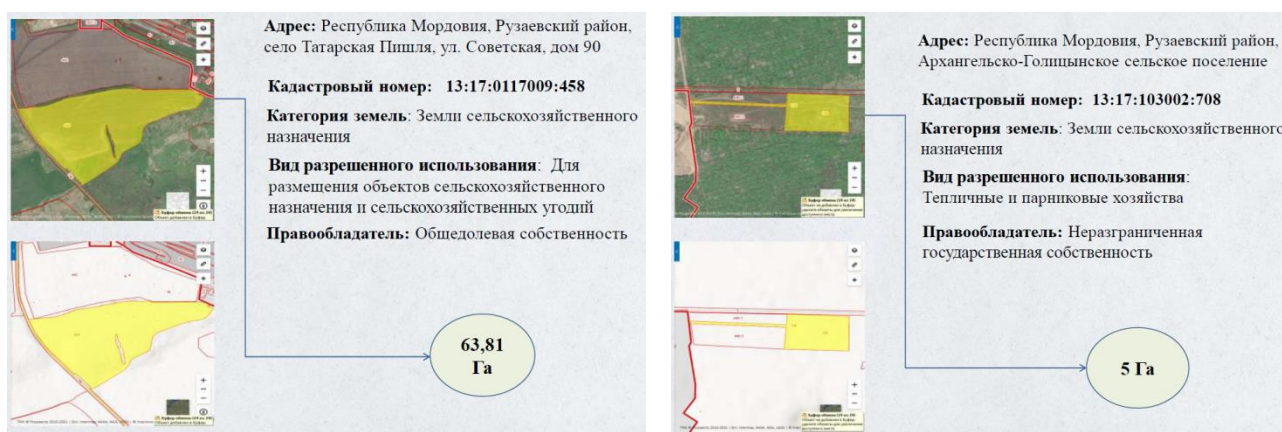 Адрес: Республика Мордовия, Рузаевский район,
село Татарская Пишля, ул. Советская, дом 90
Кадастровый номер: 13:17:0117009:458
Категория земель: Земли сельскохозяйственного
назначения
Вид разрешенного использования: Для
размещения объектов сельскохозяйственного
назначения и сельскохозяйственных угодий
Правообладатель: Общедолевая собственность
63,81
Га
Адрес: Республика Мордовия, Рузаевский район,
Архангельско-Голицынское сельское поселение
Кадастровый номер: 13:17:103002:708
Категория земель: Земли сельскохозяйственного
назначения
Вид разрешенного использования:
Тепличные и парниковые хозяйства
Правообладатель: Неразграниченная
государственная собственность
5 Га